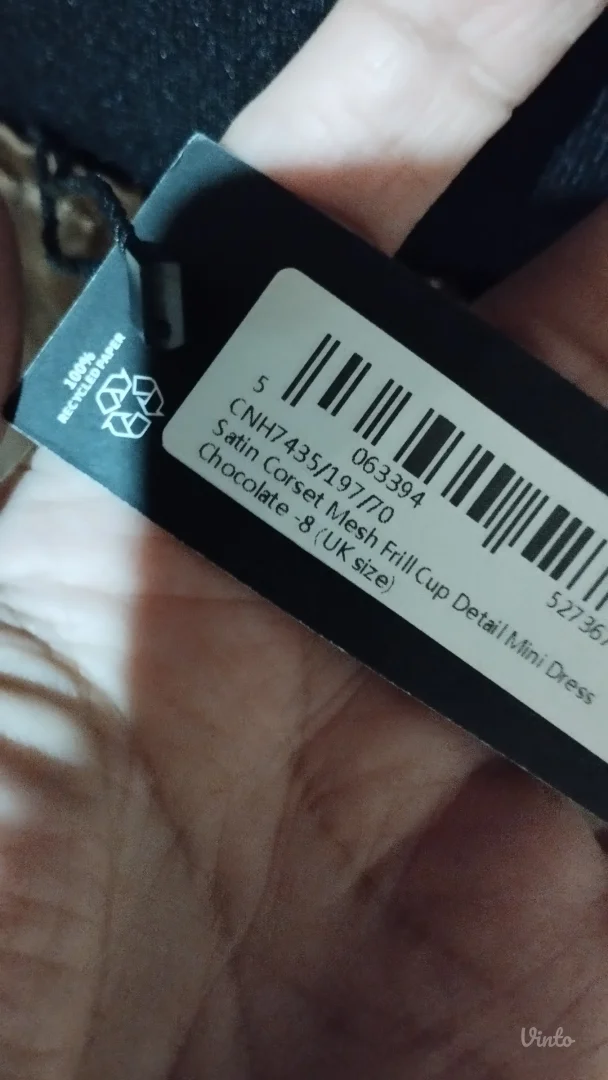 100%
RECYCLED PAPER
5 063394 52736
CNH7435/197/70
Satin Corset Mesh Frill Cup Detail Mini Dress
Chocolate -8 (UK size)
Vinto